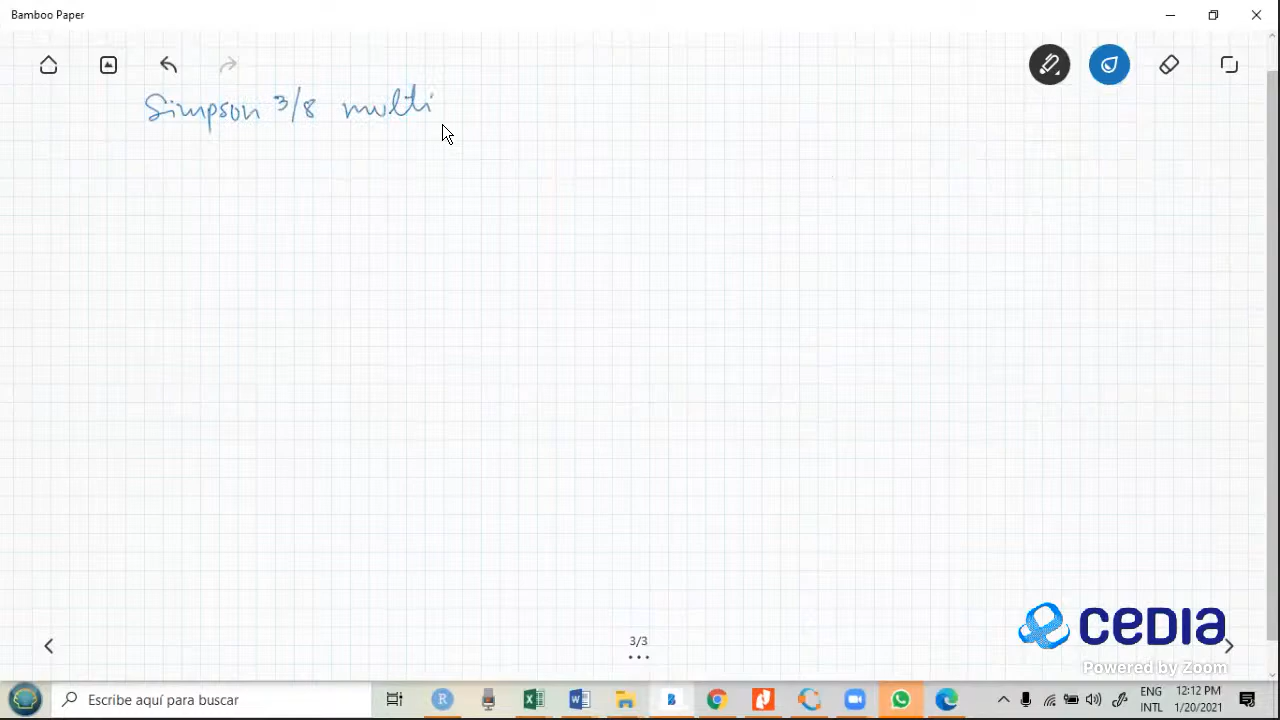 Bamboo Paper
Simpson 3/8 multi
3/3
cedia
Powered by Zoom
Escribe aquí para buscar
ENG
INTL
12:12 PM
1/20/2021